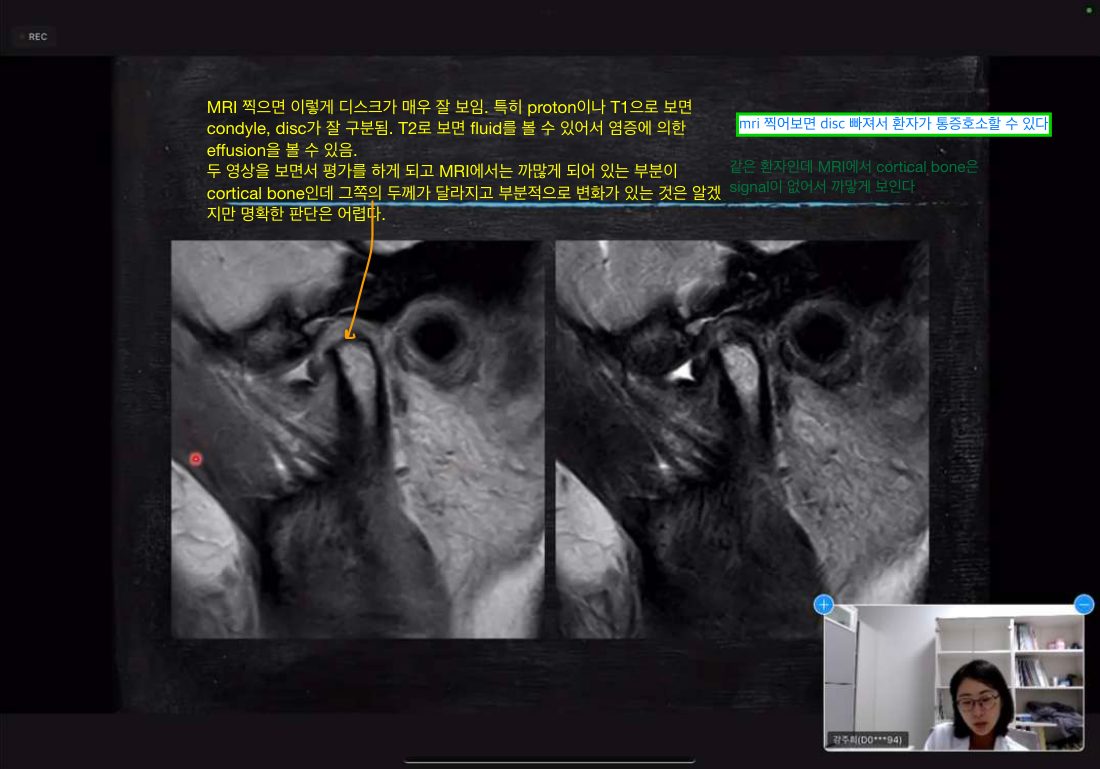 REC
MRI 찍으면 이렇게 디스크가 매우 잘 보임. 특히 proton이나 T1으로 보면
condyle, disc가 잘 구분됨. T2로 보면 fluid를 볼 수 있어서 염증에 의한
effusion을 볼 수 있음.
두 영상을 보면서 평가를 하게 되고 MRI에서는 까맣게 되어 있는 부분이
cortical bone인데 그쪽의 두께가 달라지고 부분적으로 변화가 있는 것은 알겠
지만 명확한 판단은 어렵다.
mri 찍어보면 disc 빠져서 환자가 통증호소할 수 있다
같은 환자인데 MRI에서 cortical bone은
signal이 없어서 까맣게 보인다
강주희(D0***94)